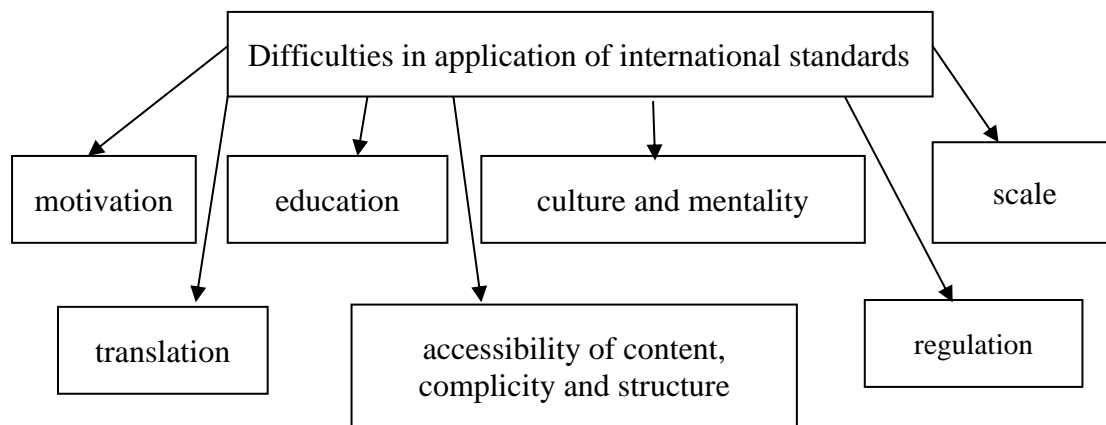 Difficulties in application of international standards
motivation
education
culture and mentality
scale
translation
accessibility of content,
complicity and structure
regulation